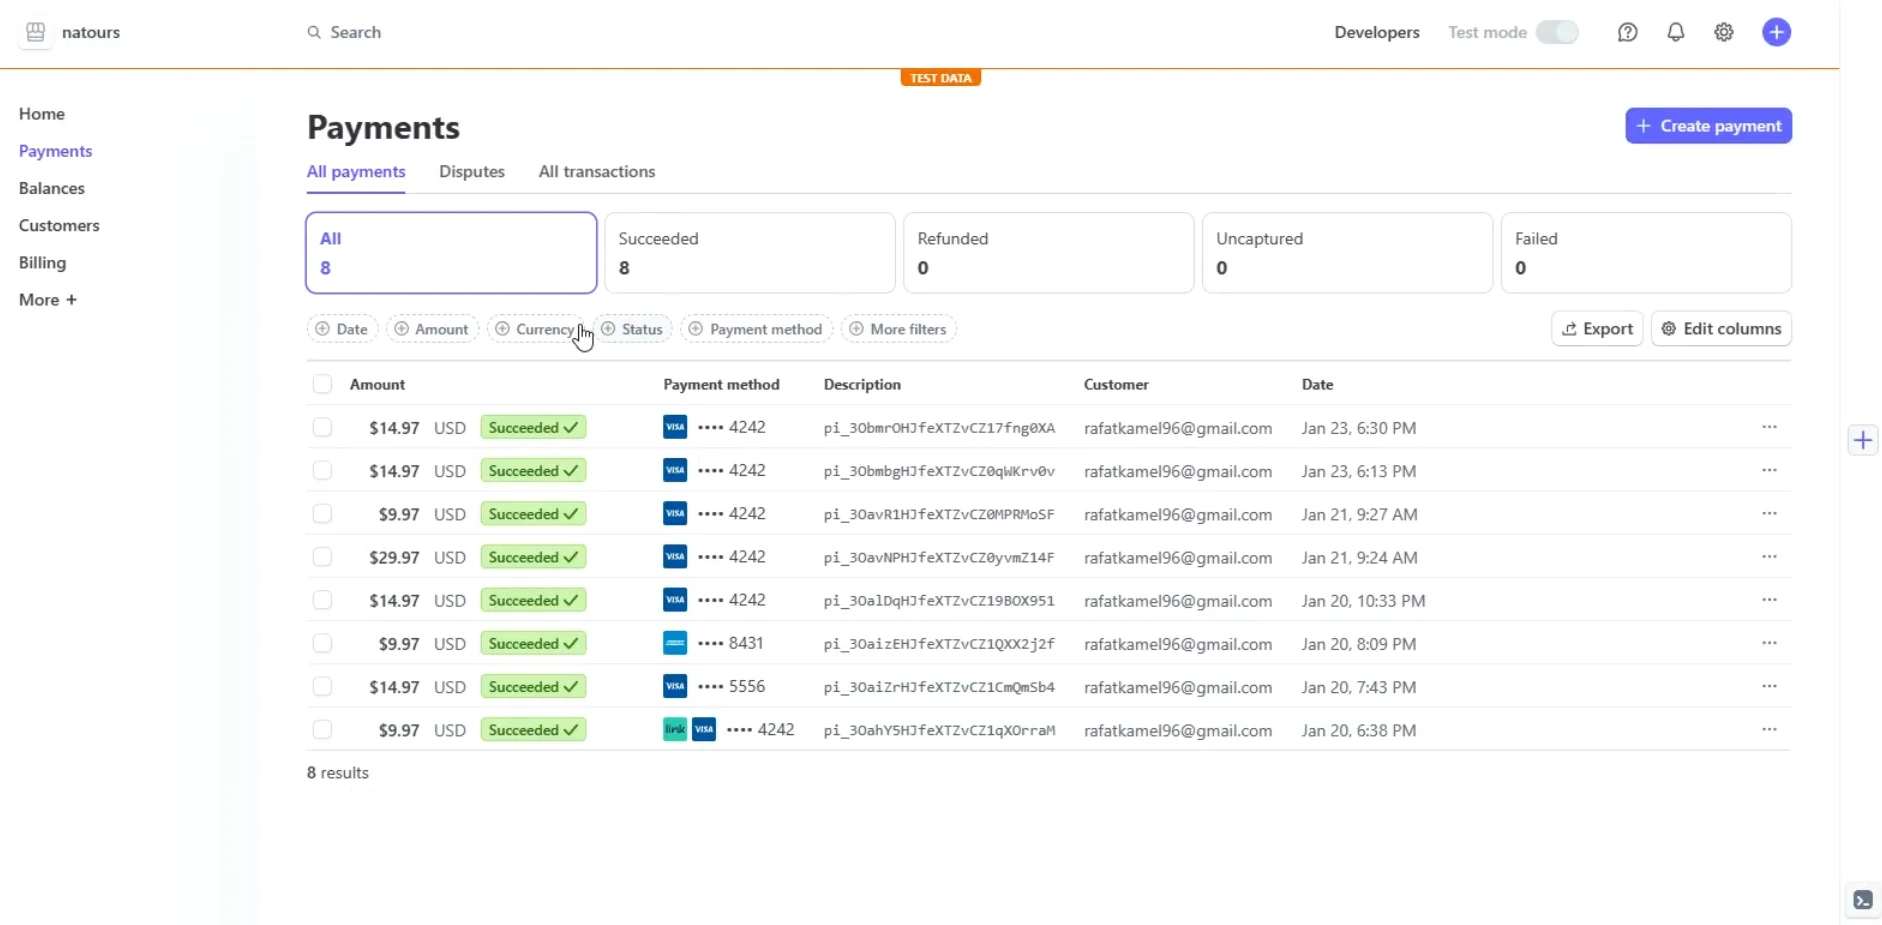 natours
Search
Developers
Test mode
TEST DATA
Home
Payments
Balances
Customers
Billing
More +
Payments
+ Create payment
All payments Disputes All transactions
All
8
Succeeded
8
Refunded
0
Uncaptured
0
Failed
0
Date Amount Currency Status Payment method More filters
Export Edit columns
Amount Payment method Description Customer Date
$14.97 USD Succeeded ✓ VISA •••• 4242 pi_3ObmrOHJfeXTZvCZ17fng0XA rafatkamel96@gmail.com Jan 23, 6:30 PM ···
$14.97 USD Succeeded ✓ VISA •••• 4242 pi_3ObmbgHJfeXTZvCZ0qWKrv0v rafatkamel96@gmail.com Jan 23, 6:13 PM ···
$9.97 USD Succeeded ✓ VISA •••• 4242 pi_3OavR1HJfeXTZvCZ0MPRMoSF rafatkamel96@gmail.com Jan 21, 9:27 AM ···
$29.97 USD Succeeded ✓ VISA •••• 4242 pi_3OavNPHJfeXTZvCZ0yvmZ14F rafatkamel96@gmail.com Jan 21, 9:24 AM ···
$14.97 USD Succeeded ✓ VISA •••• 4242 pi_3OalDqHJfeXTZvCZ19BOX951 rafatkamel96@gmail.com Jan 20, 10:33 PM ···
$9.97 USD Succeeded ✓ •••• 8431 pi_3OaizEHJfeXTZvCZ1QXX2j2f rafatkamel96@gmail.com Jan 20, 8:09 PM ···
$14.97 USD Succeeded ✓ VISA •••• 5556 pi_3OaiZrHJfeXTZvCZ1CmQmSb4 rafatkamel96@gmail.com Jan 20, 7:43 PM ···
$9.97 USD Succeeded ✓ link VISA •••• 4242 pi_3OahY5HJfeXTZvCZ1qXOrraM rafatkamel96@gmail.com Jan 20, 6:38 PM ···
8 results